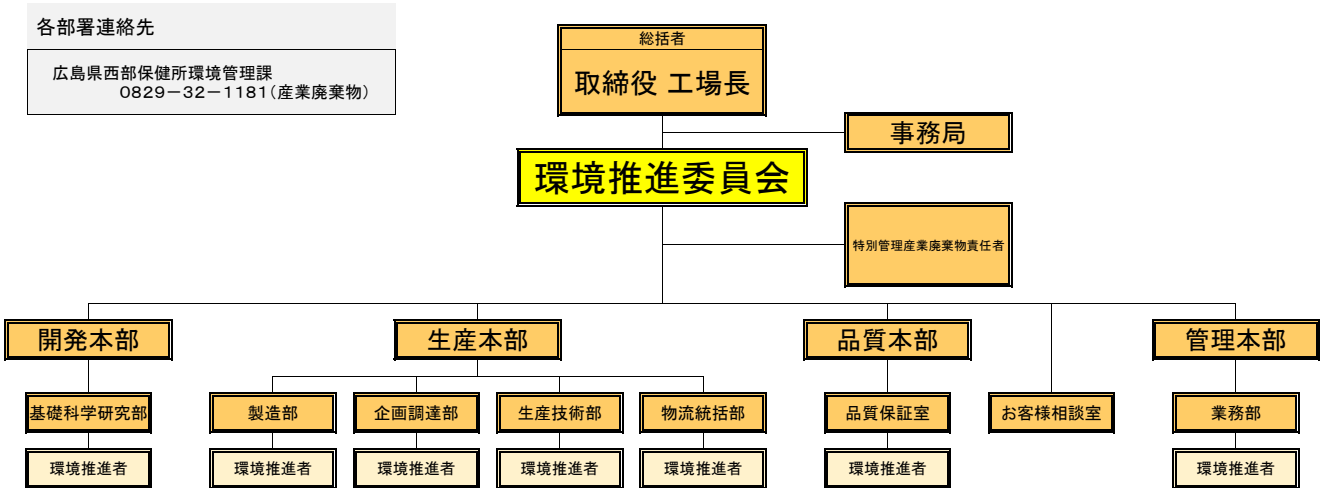 各部署連絡先
広島県西部保健所環境管理課
0829－32－1181(産業廃棄物)
総括者
取締役 工場長
事務局
環境推進委員会
特別管理産業廃棄物責任者
開発本部
生産本部
品質本部
管理本部
基礎科学研究部
製造部
企画調達部
生産技術部
物流統括部
品質保証室
お客様相談室
業務部
環境推進者
環境推進者
環境推進者
環境推進者
環境推進者
環境推進者
環境推進者